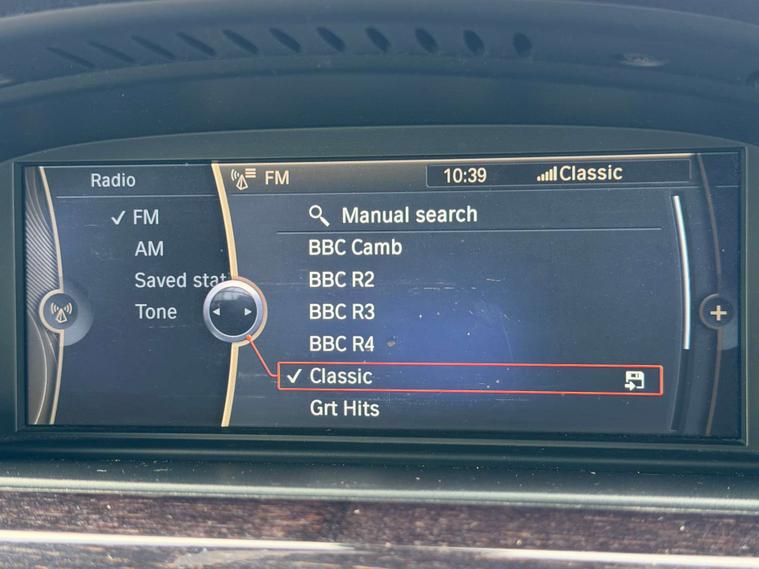 Radio
FM
AM
Saved stat
Tone
FM
10:39
Classic
Manual search
BBC Camb
BBC R2
BBC R3
BBC R4
Classic
Grt Hits